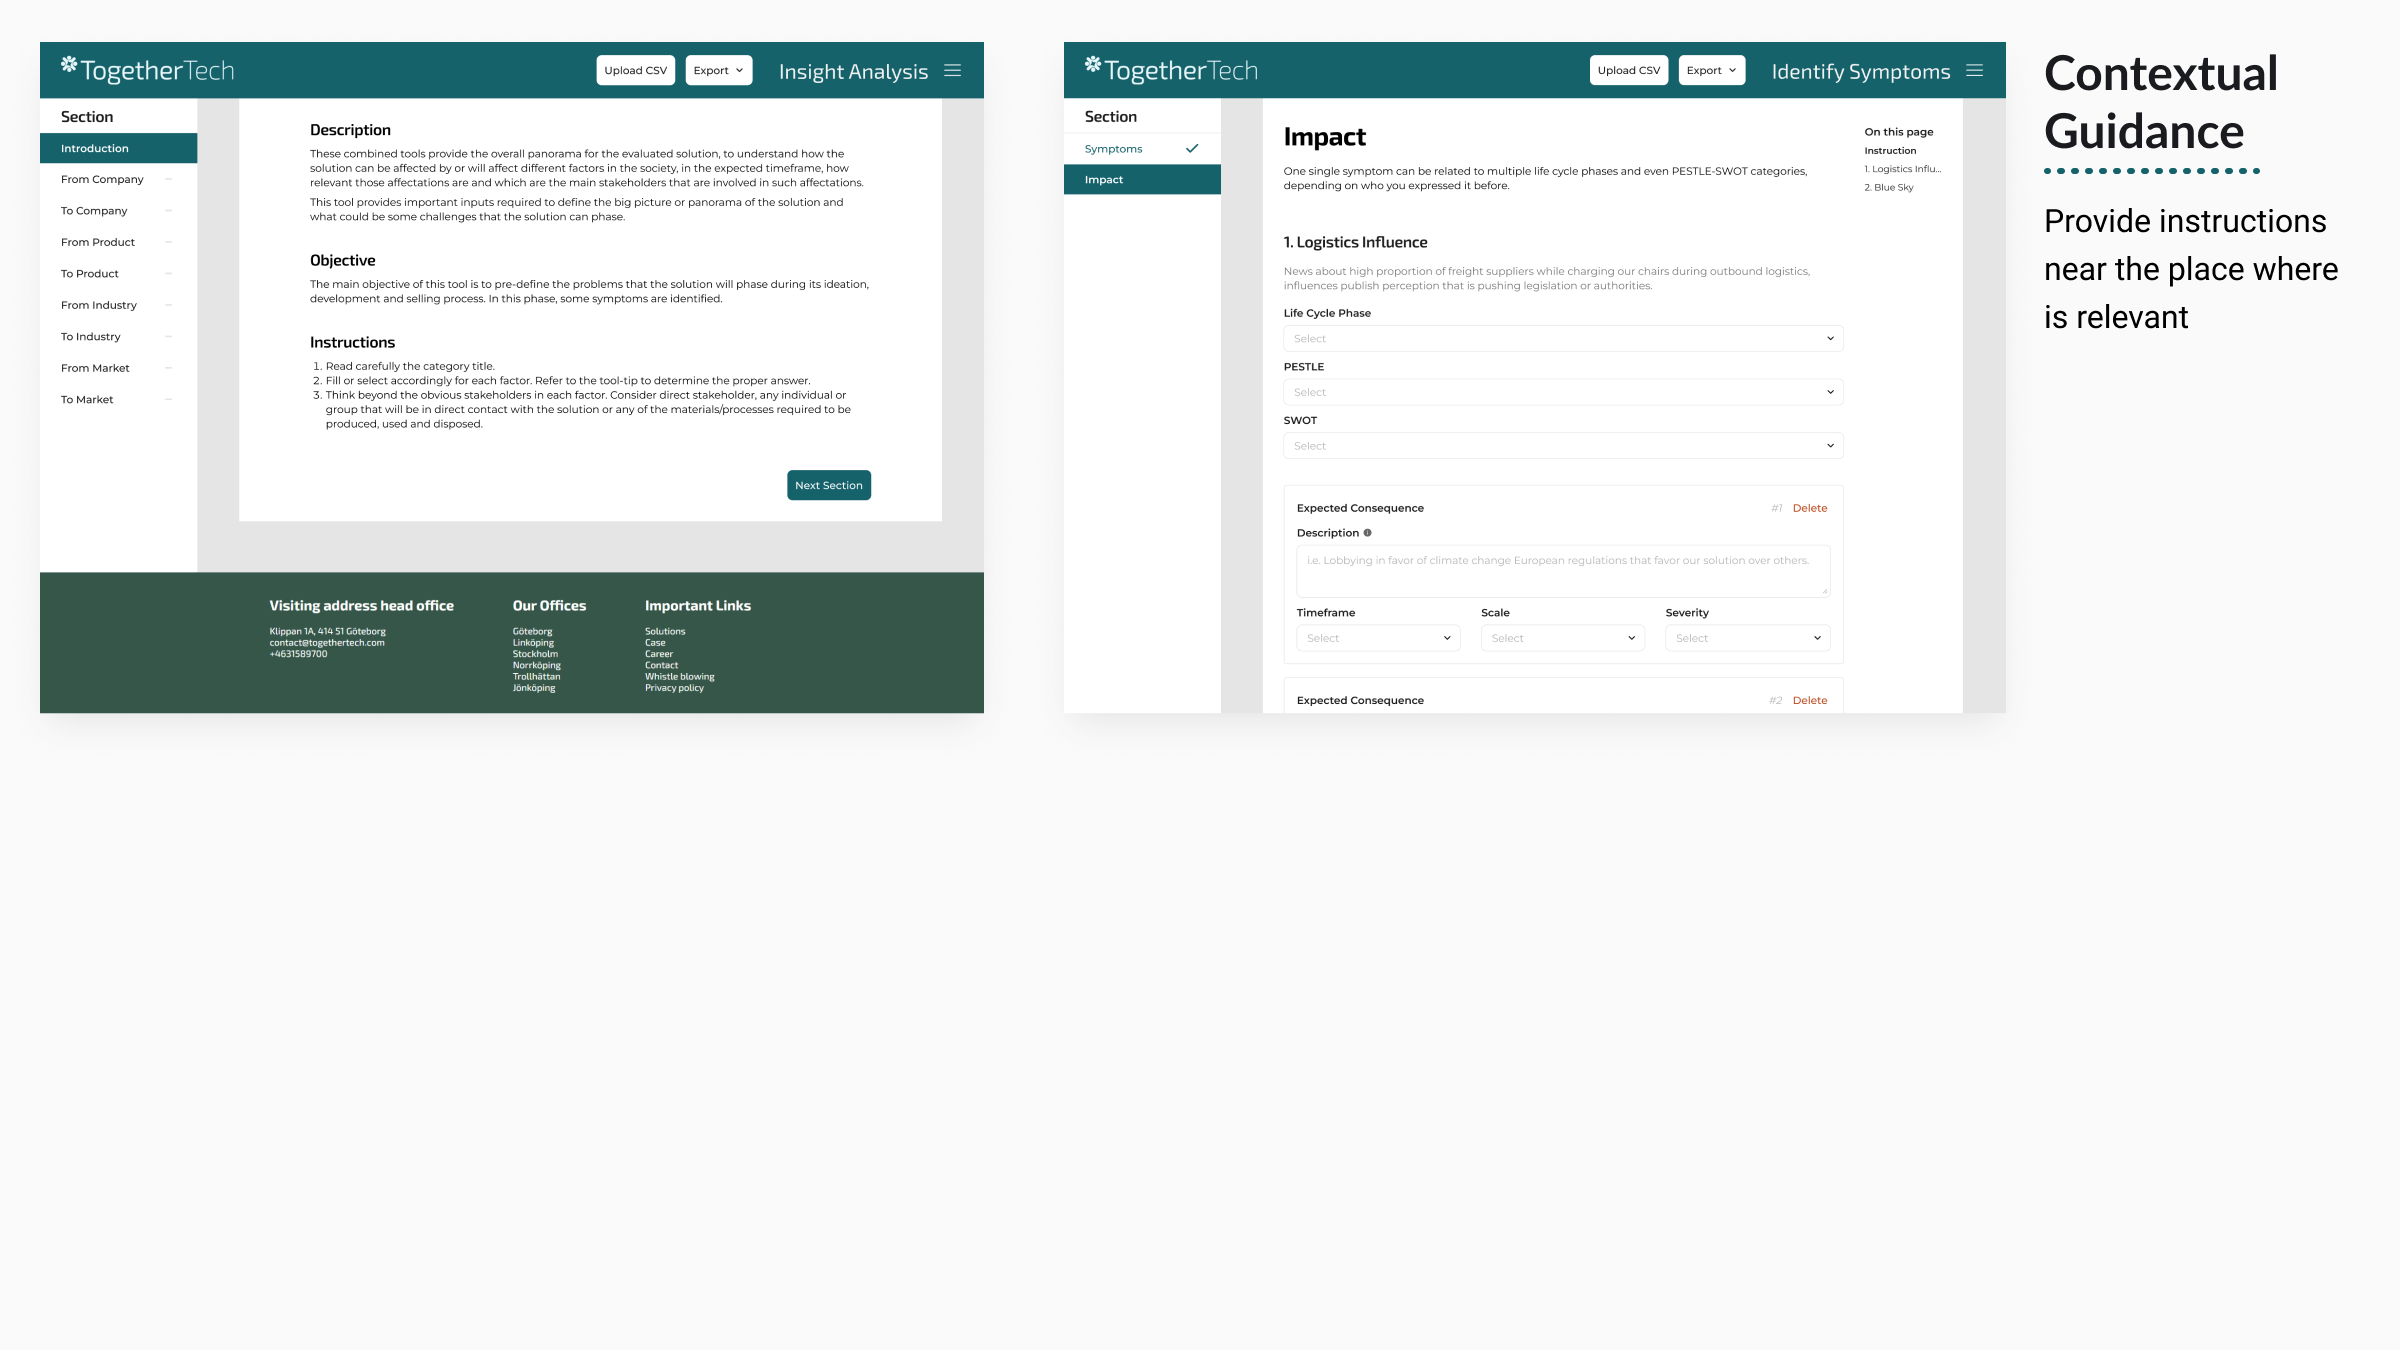 TogetherTech
Upload CSV
Export
Insight Analysis
Section
Introduction
From Company
To Company
From Product
To Product
From Industry
To Industry
From Market
To Market
Description
These combined tools provide the overall panorama for the evaluated solution, to understand how the
solution can be affected by or will affect different factors in the society, in the expected timeframe, how
relevant those affectations are and which are the main stakeholders that are involved in such affectations.
This tool provides important inputs required to define the big picture or panorama of the solution and
what could be some challenges that the solution can phase.
Objective
The main objective of this tool is to pre-define the problems that the solution will phase during its ideation,
development and selling process. In this phase, some symptoms are identified.
Instructions
1. Read carefully the category title.
2. Fill or select accordingly for each factor. Refer to the tool-tip to determine the proper answer.
3. Think beyond the obvious stakeholders in each factor. Consider direct stakeholder, any individual or
group that will be in direct contact with the solution or any of the materials/processes required to be
produced, used and disposed.
Next Section
Visiting address head office
Klippan 1A, 414 51 Göteborg
contact@togethertech.com
+4631589700
Our Offices
Göteborg
Linköping
Stockholm
Norrköping
Trollhättan
Jönköping
Important Links
Solutions
Case
Career
Contact
Whistle blowing
Privacy policy
TogetherTech
Upload CSV
Export
Identify Symptoms
Section
Symptoms
Impact
Impact
One single symptom can be related to multiple life cycle phases and even PESTLE-SWOT categories,
depending on who you expressed it before.
1. Logistics Influence
News about high proportion of freight suppliers while charging our chairs during outbound logistics,
influences publish perception that is pushing legislation or authorities.
Life Cycle Phase
Select
PESTLE
Select
SWOT
Select
Expected Consequence
#1 Delete
Description
i.e. Lobbying in favor of climate change European regulations that favor our solution over others.
Timeframe
Scale
Severity
Select
Select
Select
Expected Consequence
#2 Delete
On this page
Instruction
1. Logistics Influ...
2. Blue Sky
Contextual
Guidance
Provide instructions
near the place where
is relevant